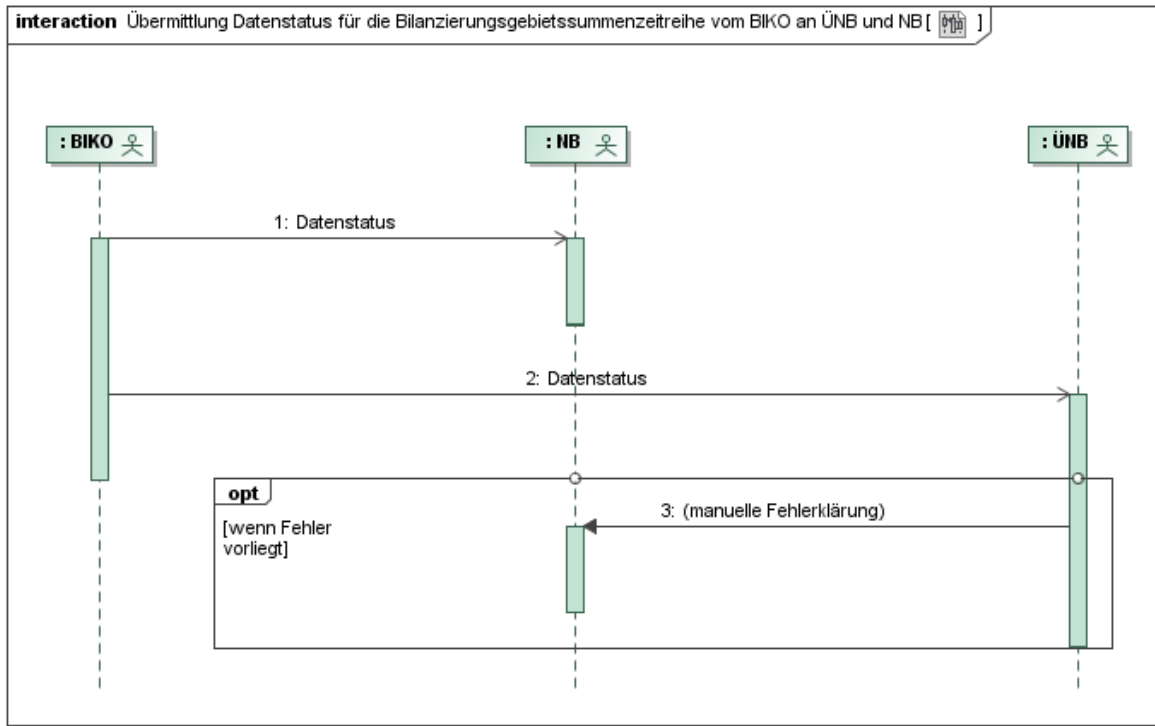 interaction Übermittlung Datenstatus für die Bilanzierungsgebietssummenzeitreihe vom BIKO an ÜNB und NB [ ]
: BIKO
: NB
: ÜNB
1: Datenstatus
2: Datenstatus
opt
[wenn Fehler
vorliegt]
3: (manuelle Fehlerklärung)